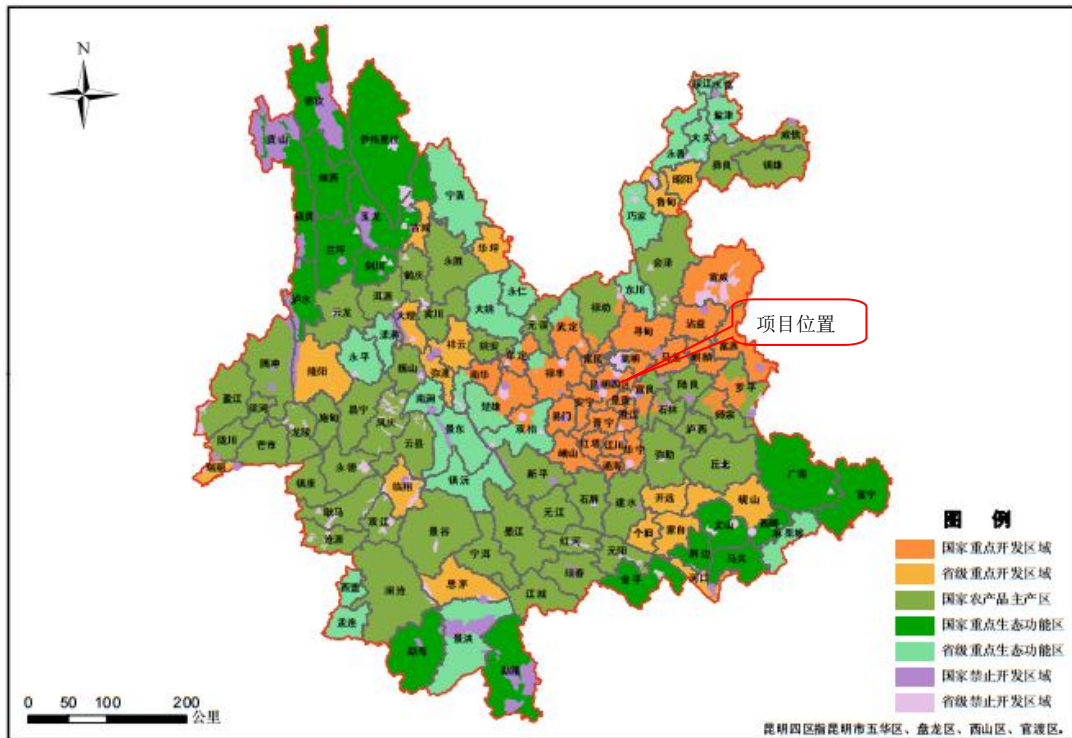 N
德钦
贡山
香格里拉
维西
福贡
玉龙
兰坪
剑川
古城
宁蒗
华坪
永胜
鹤庆
泸水
云龙
洱源
宾川
大姚
永仁
元谋
武定
禄劝
东川
会泽
巧家
鲁甸
昭阳
永善
大关
绥江
水富
盐津
威信
彝良
镇雄
宣威
沾益
寻甸
马龙
麒麟
富源
项目位置
罗平
陆良
师宗
石林
泸西
宜良
嵩明
富民
昆明四区
呈贡
安宁
晋宁
澄江
禄丰
牟定
姚安
南华
祥云
大理
弥渡
巍山
漾濞
永平
隆阳
腾冲
盈江
梁河
陇川
芒市
龙陵
施甸
昌宁
凤庆
云县
南涧
楚雄
双柏
易门
红塔
江川
华宁
峨山
通海
景东
镇沅
新平
石屏
建水
弥勒
丘北
广南
富宁
开远
砚山
个旧
蒙自
文山
西畴
麻栗坡
马关
屏边
河口
瑞丽
永德
镇康
临翔
耿马
双江
沧源
景谷
墨江
元江
红河
元阳
宁洱
绿春
金平
江城
思茅
澜沧
西盟
孟连
勐海
景洪
勐腊
图 例
国家重点开发区域
省级重点开发区域
国家农产品主产区
国家重点生态功能区
省级重点生态功能区
国家禁止开发区域
省级禁止开发区域
0 50 100 200
公里
昆明四区指昆明市五华区、盘龙区、西山区、官渡区。